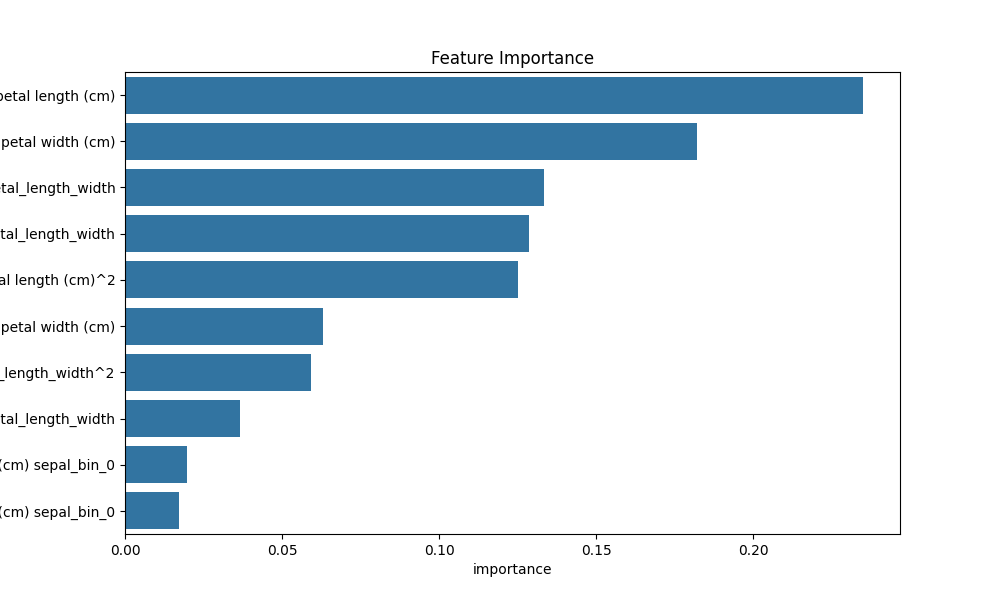 Feature Importance
petal length (cm)
petal width (cm)
etal_length_width
tal_length_width
al length (cm)^2
petal width (cm)
_length_width^2
tal_length_width
(cm) sepal_bin_0
(cm) sepal_bin_0
0.00 0.05 0.10 0.15 0.20
importance